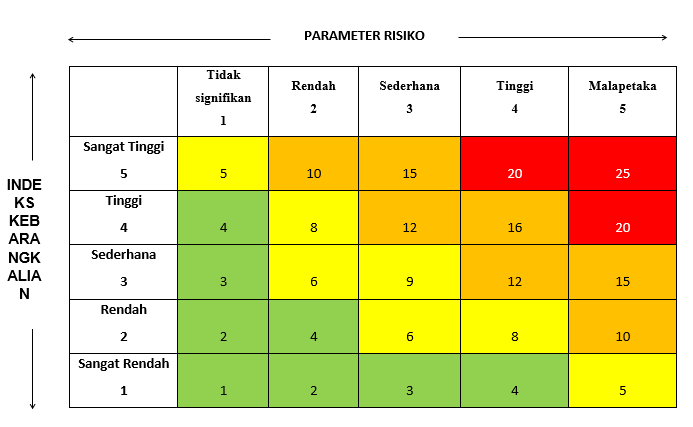 PARAMETER RISIKO
Tidak
signifikan
1
Rendah
2
Sederhana
3
Tinggi
4
Malapetaka
5
INDE
KS
KEB
ARA
NGK
ALIA
N
Sangat Tinggi
5
5
10
15
20
25
Tinggi
4
4
8
12
16
20
Sederhana
3
3
6
9
12
15
Rendah
2
2
4
6
8
10
Sangat Rendah
1
1
2
3
4
5